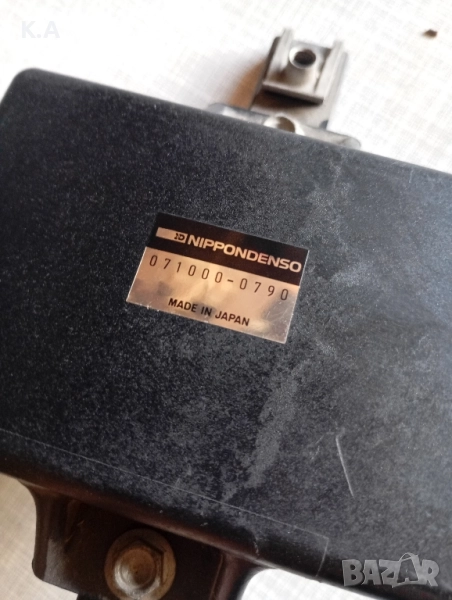 K.A
NIPPONDENSO
071000-0790
MADE IN JAPAN
BAZAR